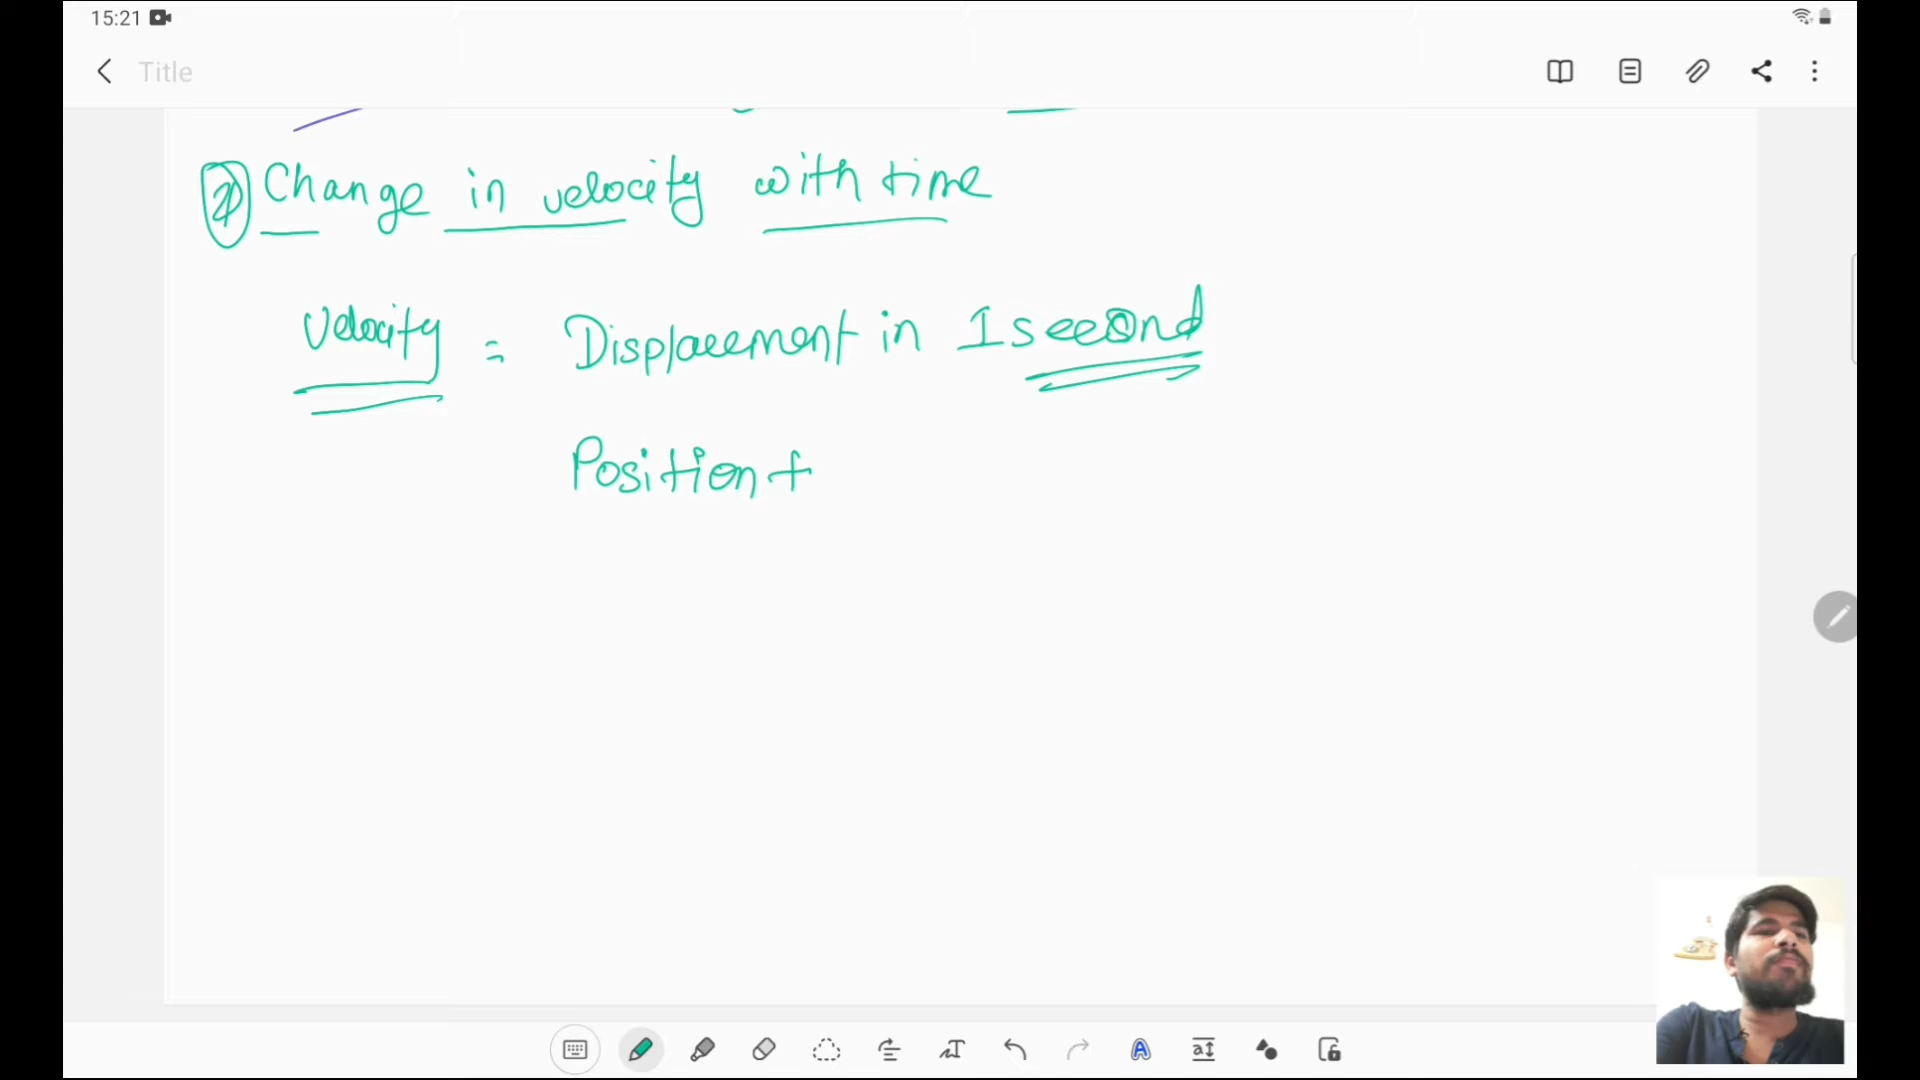 15:21
Title
② Change in velocity with time
Velocity = Displacement in 1 second
Position +